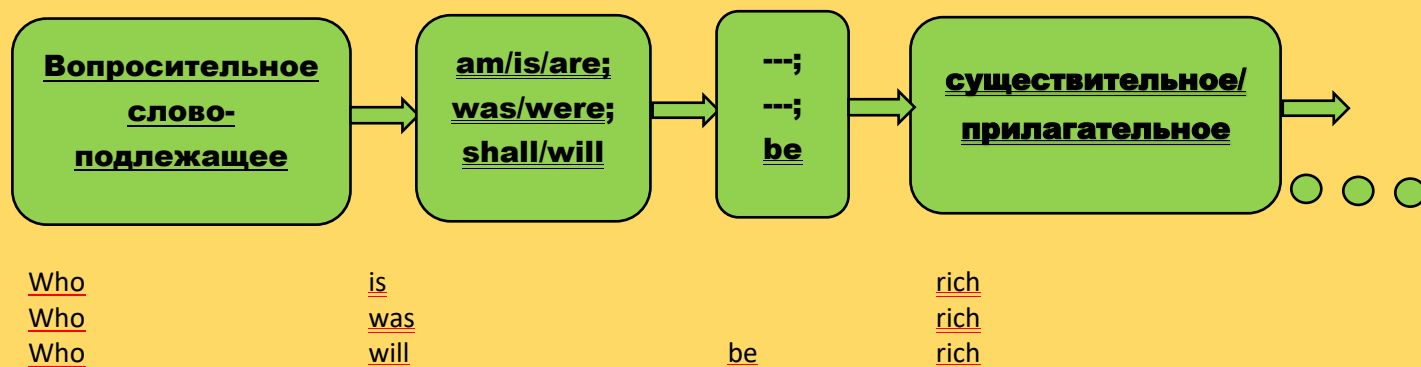 Вопросительное
слово-
подлежащее
am/is/are;
was/were;
shall/will
---;
---;
be
существительное/
прилагательное
Who is rich
Who was rich
Who will be rich